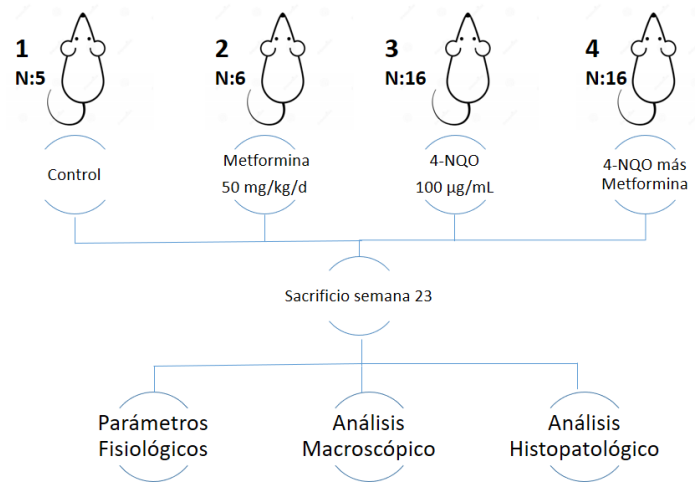 1
N:5
2
N:6
3
N:16
4
N:16
Control
Metformina
50 mg/kg/d
4-NQO
100 µg/mL
4-NQO más
Metformina
Sacrificio semana 23
Parámetros
Fisiológicos
Análisis
Macroscópico
Análisis
Histopatológico